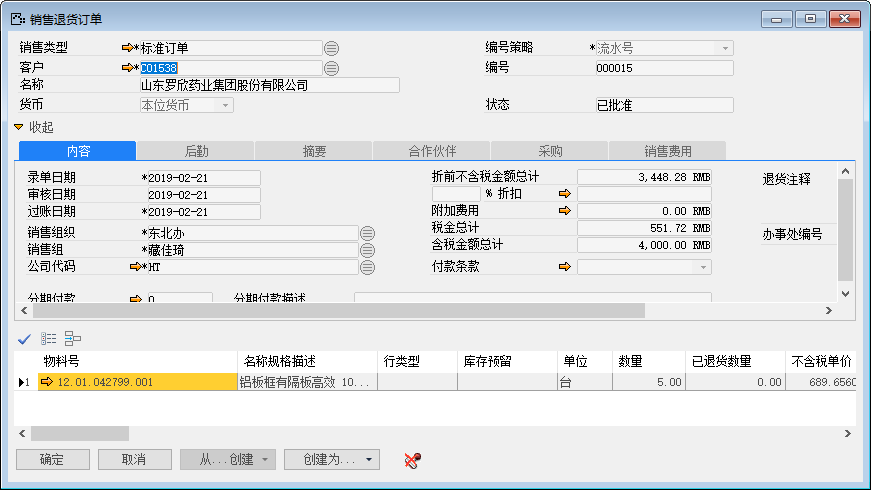 销售退货订单
销售类型 *标准订单 编号策略 *流水号
客户 *C01538 编号 000015
名称 山东罗欣药业集团股份有限公司
货币 本位货币 状态 已批准
收起
内容 后勤 摘要 合作伙伴 采购 销售费用
录单日期 *2019-02-21 折前不含税金额总计 3,448.28 RMB 退货注释
审核日期 2019-02-21 % 折扣
过账日期 *2019-02-21 附加费用 0.00 RMB
税金总计 551.72 RMB
销售组织 *东北办 办事处编号
销售组 *藏佳琦 含税金额总计 4,000.00 RMB
公司代码 *HT 付款条款
分期付款 0 分期付款描述
物料号 名称规格描述 行类型 库存预留 单位 数量 已退货数量 不含税单价
1 12.01.042799.001 铝板框有隔板高效 10... 台 5.00 0.00 689.6560
确定 取消 从...创建 创建为...